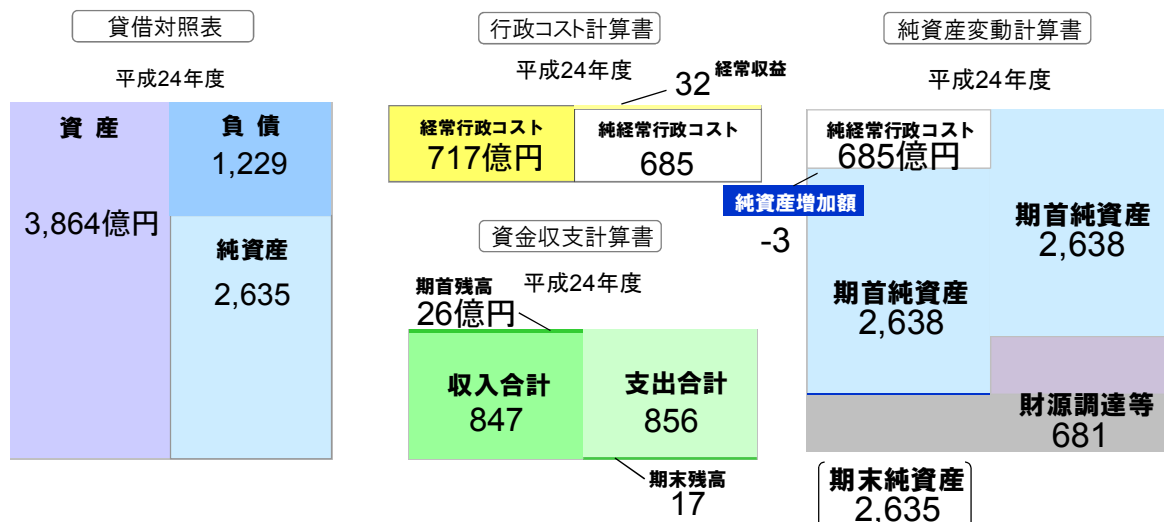 貸借対照表
平成24年度
資 産
3,864億円
負 債
1,229
純資産
2,635
行政コスト計算書
平成24年度
32
経常収益
経常行政コスト
717億円
純経常行政コスト
685
資金収支計算書
平成24年度
期首残高
26億円
収入合計
847
支出合計
856
期末残高
17
純資産変動計算書
平成24年度
純経常行政コスト
685億円
純資産増加額
-3
期首純資産
2,638
期首純資産
2,638
財源調達等
681
期末純資産
2,635